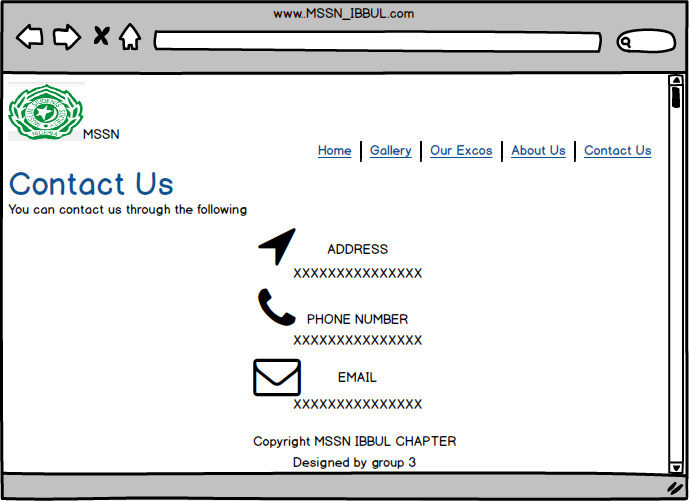 www.MSSN_IBBUL.com
MSSN
Home Gallery Our Excos About Us Contact Us
Contact Us
You can contact us through the following
ADDRESS
XXXXXXXXXXXXXXX
PHONE NUMBER
XXXXXXXXXXXXXXX
EMAIL
XXXXXXXXXXXXXXX
Copyright MSSN IBBUL CHAPTER
Designed by group 3